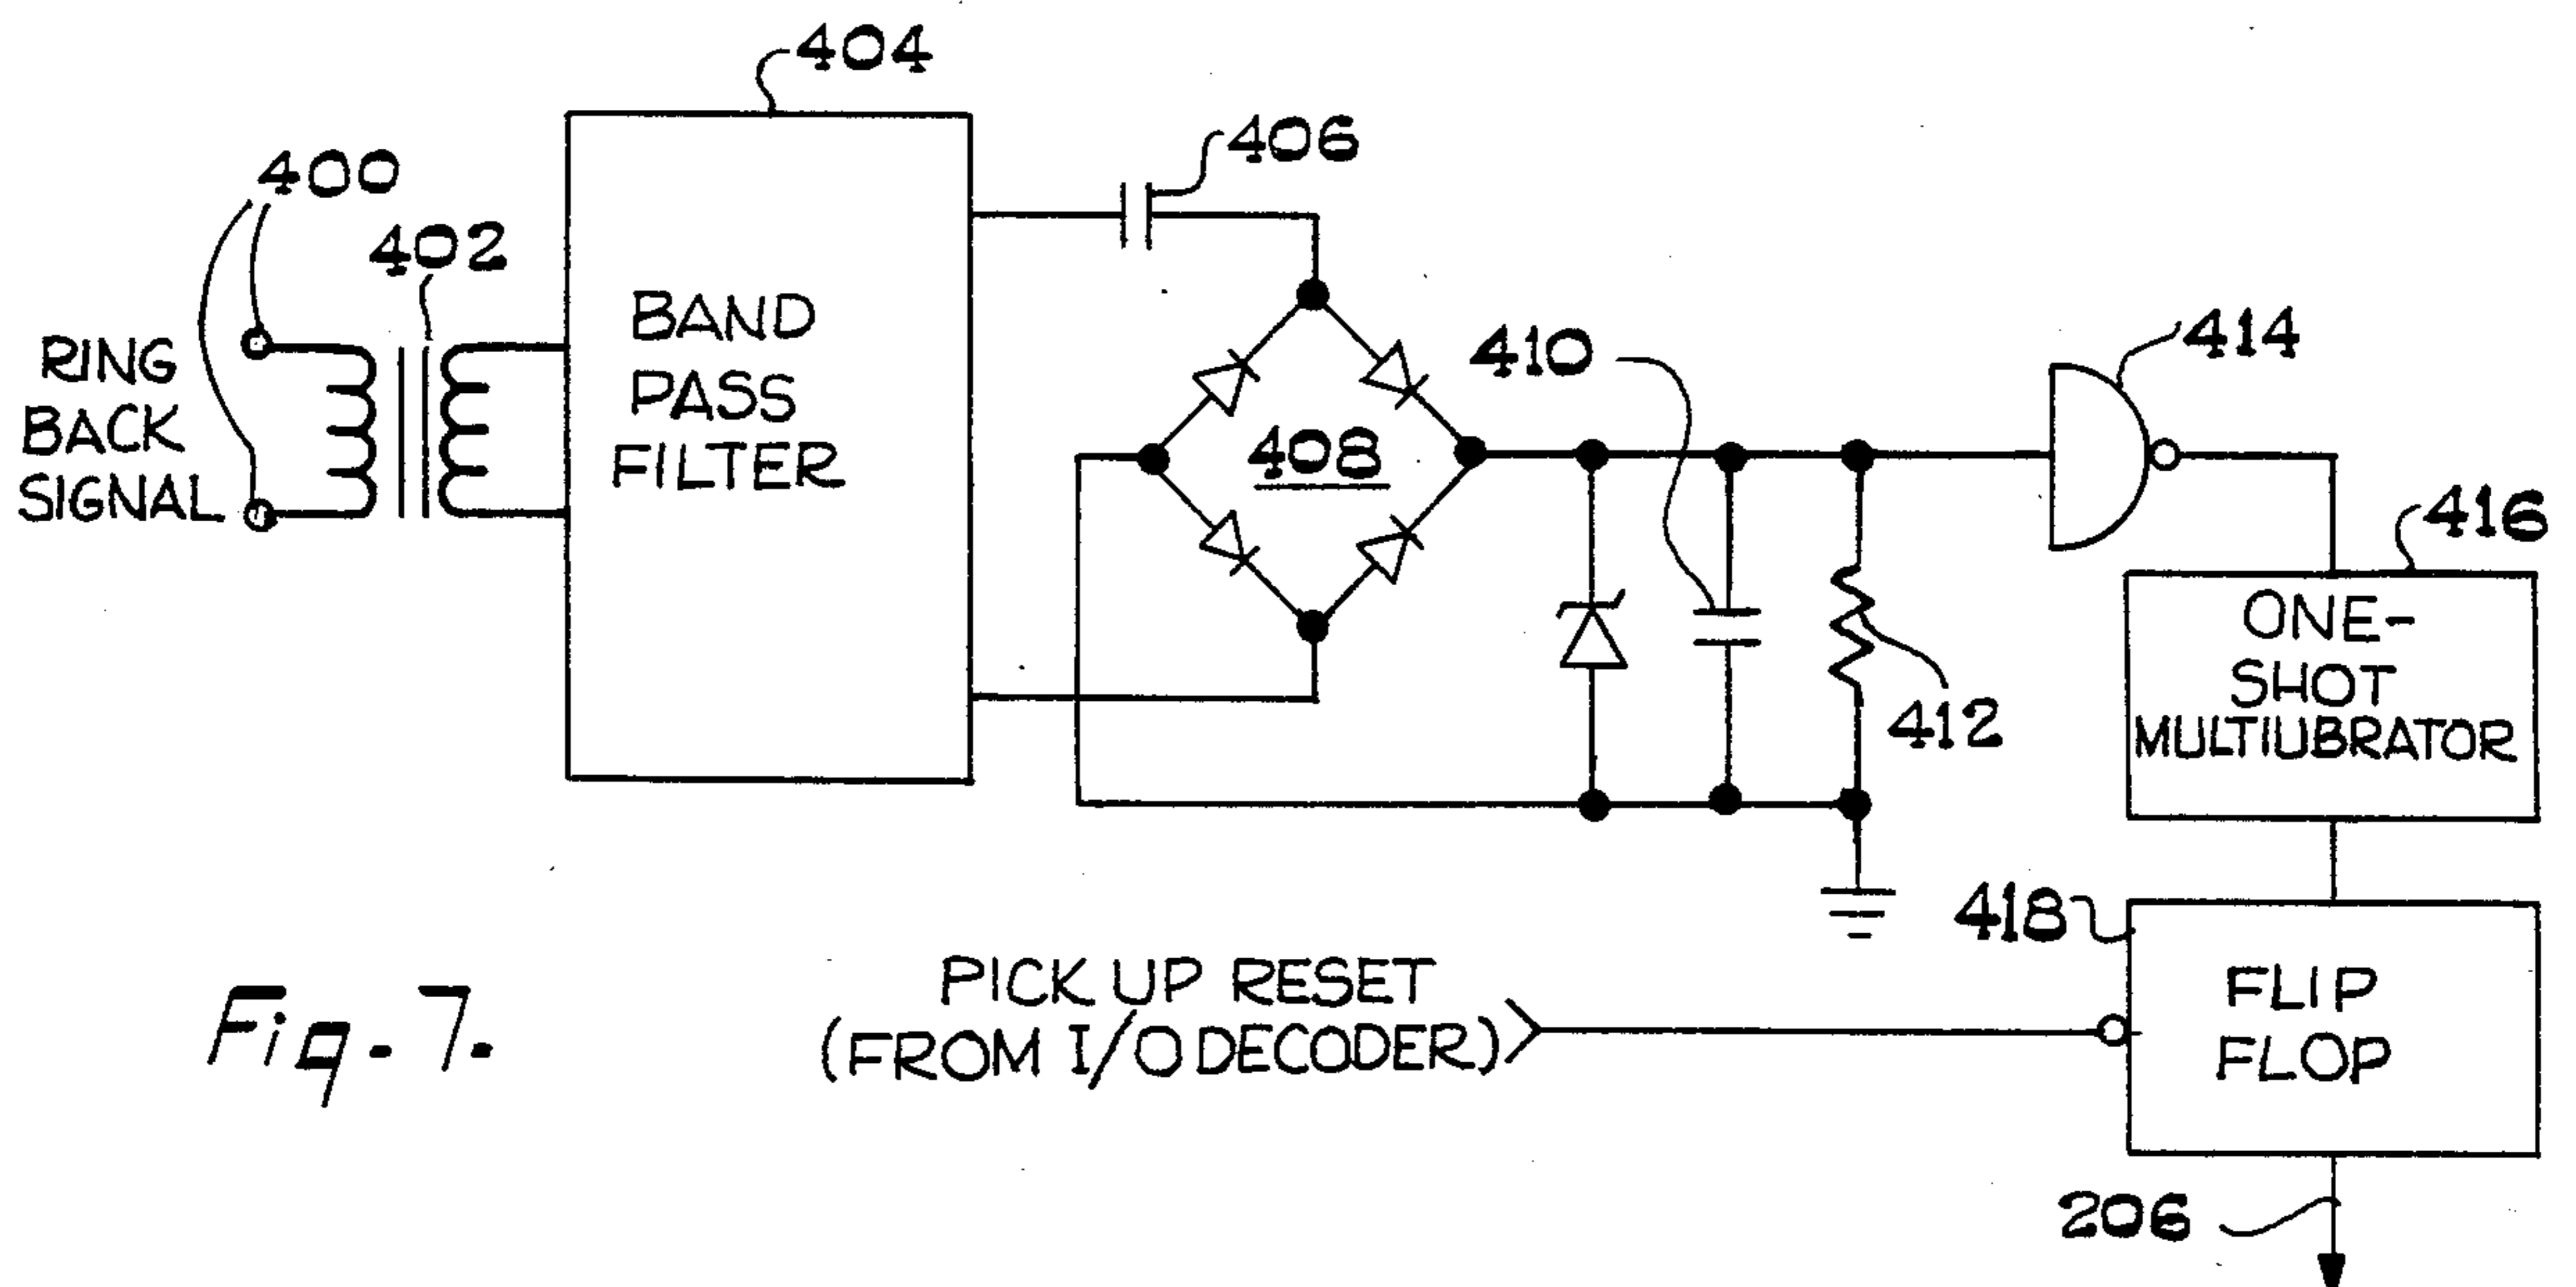 404
406
400
402
RING
BACK
SIGNAL
BAND
PASS
FILTER
408
410
414
416
412
ONE-
SHOT
MULTIUBRATOR
418
FLIP
FLOP
PICK UP RESET
(FROM I/O DECODER)
206
Fig-7.